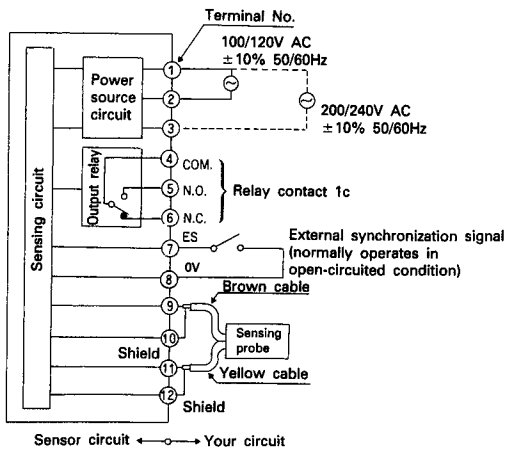 Terminal No.
100/120V AC
±10% 50/60Hz
200/240V AC
±10% 50/60Hz
Power
source
circuit
Sensing circuit
Output relay
1
2
3
4
COM.
5
N.O.
6
N.C.
Relay contact 1c
7
ES
8
0V
External synchronization signal
(normally operates in
open-circuited condition)
Brown cable
9
10
Shield
11
12
Shield
Sensing
probe
Yellow cable
Sensor circuit
Your circuit